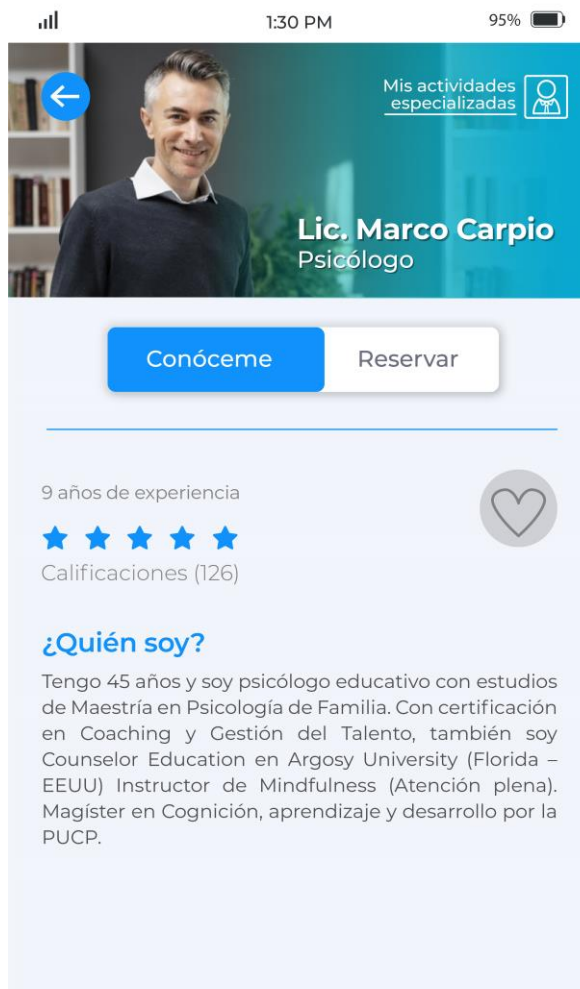 1:30 PM
95%
Mis actividades
especializadas
Lic. Marco Carpio
Psicólogo
Conóceme
Reservar
9 años de experiencia
Calificaciones (126)
¿Quién soy?
Tengo 45 años y soy psicólogo educativo con estudios
de Maestría en Psicología de Familia. Con certificación
en Coaching y Gestión del Talento, también soy
Counselor Education en Argosy University (Florida –
EEUU) Instructor de Mindfulness (Atención plena).
Magíster en Cognición, aprendizaje y desarrollo por la
PUCP.